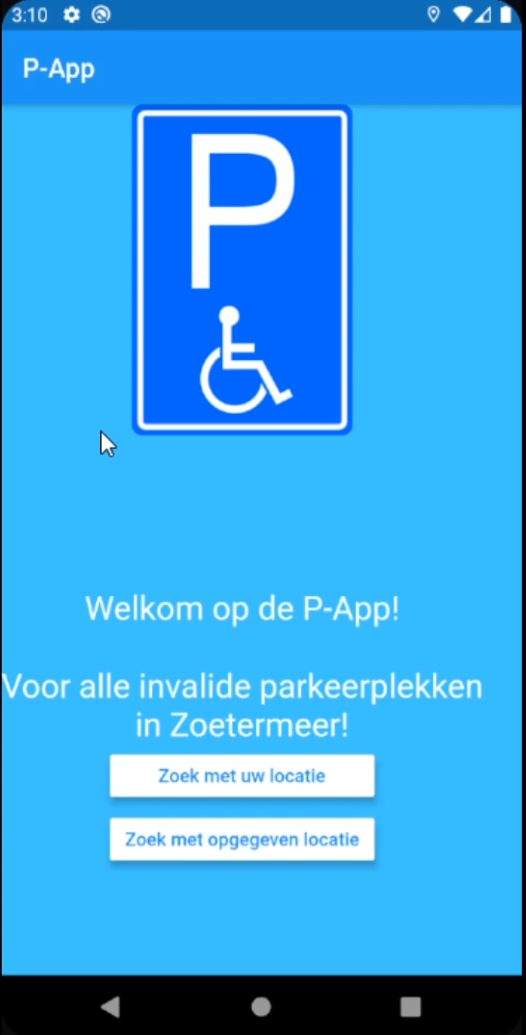 3:10
P-App
P
Welkom op de P-App!
Voor alle invalide parkeerplekken
in Zoetermeer!
Zoek met uw locatie
Zoek met opgegeven locatie